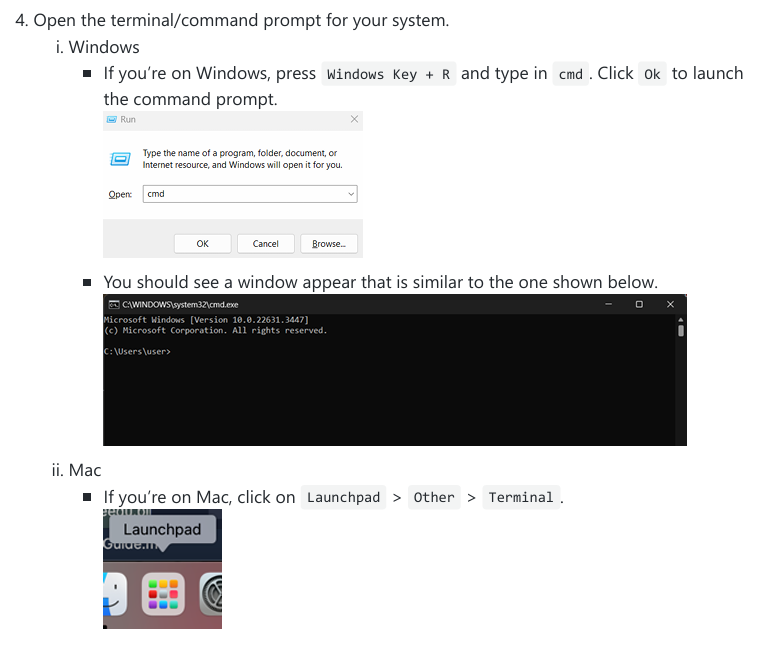 4. Open the terminal/command prompt for your system.
i. Windows
If you’re on Windows, press Windows Key + R and type in cmd. Click Ok to launch
the command prompt.
Run
Type the name of a program, folder, document, or
Internet resource, and Windows will open it for you.
Open: cmd
OK Cancel Browse...
You should see a window appear that is similar to the one shown below.
C:\WINDOWS\system32\cmd.exe
Microsoft Windows [Version 10.0.22631.3447]
(c) Microsoft Corporation. All rights reserved.
C:\Users\user>
ii. Mac
If you’re on Mac, click on Launchpad > Other > Terminal.
Launchpad